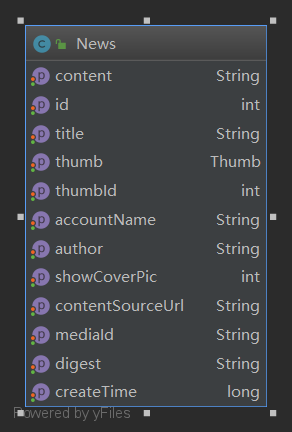 C News
p content String
p id int
p title String
p thumb Thumb
p thumbId int
p accountName String
p author String
p showCoverPic int
p contentSourceUrl String
p mediaId String
p digest String
p createTime long
Powered by yFiles